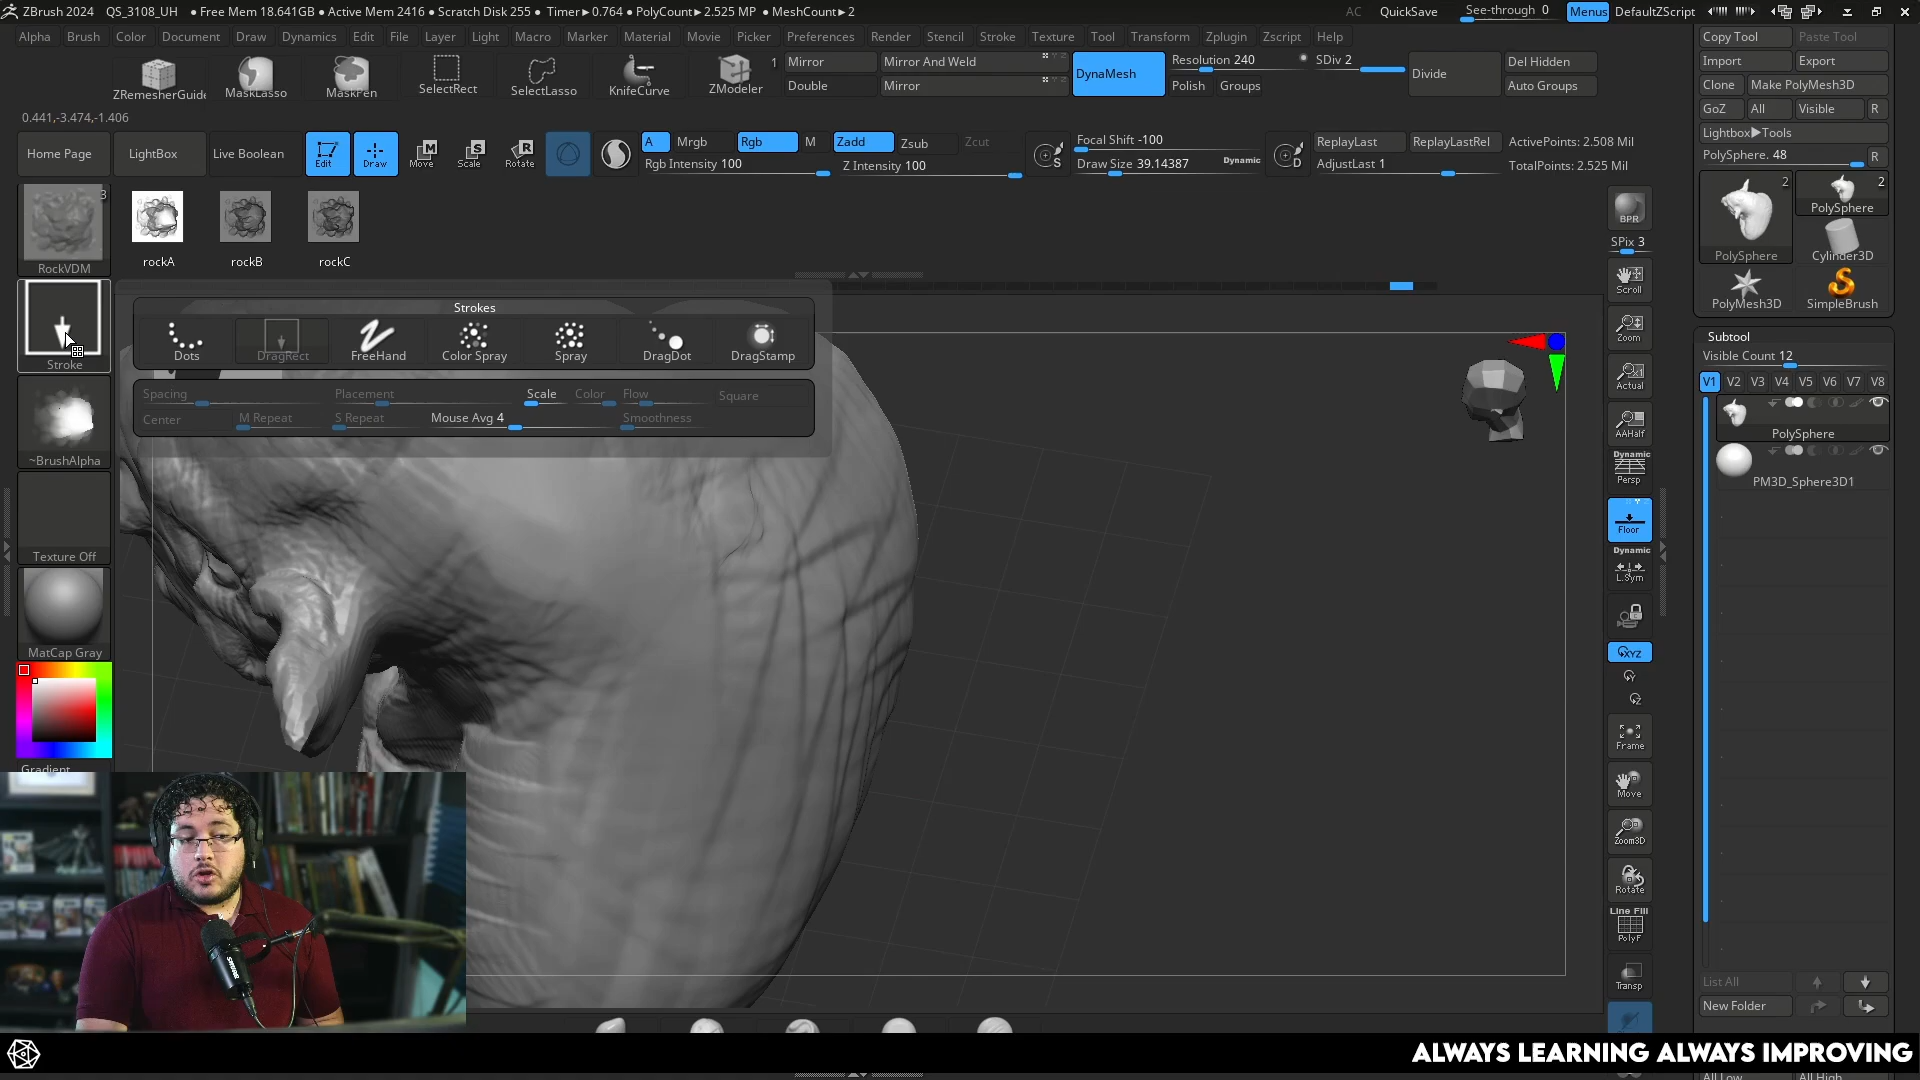 ZBrush 2024 QS_3108_UH ● Free Mem 18.641GB ● Active Mem 2416 ● Scratch Disk 255 ● Timer▶0.764 ● PolyCount▶2.525 MP ● MeshCount▶2 AC QuickSave See-through 0 Menus DefaultZScript
Alpha Brush Color Document Draw Dynamics Edit File Layer Light Macro Marker Material Movie Picker Preferences Render Stencil Stroke Texture Tool Transform Zplugin Zscript Help
ZRemesherGuide MaskLasso MaskPen SelectRect SelectLasso KnifeCurve ZModeler 1
Mirror Mirror And Weld
Double Mirror
DynaMesh Resolution 240 SDiv 2 Divide Del Hidden
Polish Groups Auto Groups
0.441,-3.474,-1.406
Home Page LightBox Live Boolean Edit Draw Move Scale Rotate
A Mrgb Rgb M Zadd Zsub Zcut
Rgb Intensity 100 Z Intensity 100
S Focal Shift -100
Draw Size 39.14387 Dynamic D
ReplayLast ReplayLastRel ActivePoints: 2.508 Mil
AdjustLast 1 TotalPoints: 2.525 Mil
3
RockVDM
rockA rockB rockC
Stroke
~BrushAlpha
Texture Off
MatCap Gray
Gradient
Strokes
Dots DragRect FreeHand Color Spray Spray DragDot DragStamp
Spacing Placement Scale Color Flow Square
Center M Repeat S Repeat Mouse Avg 4 Smoothness
BPR
SPix 3
Scroll
Zoom
Actual
AAHalf
Dynamic
Persp
Floor
Dynamic
L.Sym
XYZ
Frame
Move
Zoom3D
Rotate
Line Fill
PolyF
Transp
Copy Tool Paste Tool
Import Export
Clone Make PolyMesh3D
GoZ All Visible R
Lightbox▶Tools
PolySphere. 48 R
2 2
PolySphere
PolySphere Cylinder3D
PolyMesh3D SimpleBrush
Subtool
Visible Count 12
V1 V2 V3 V4 V5 V6 V7 V8
PolySphere
PM3D_Sphere3D1
List All
New Folder
ALWAYS LEARNING ALWAYS IMPROVING
All Low All High